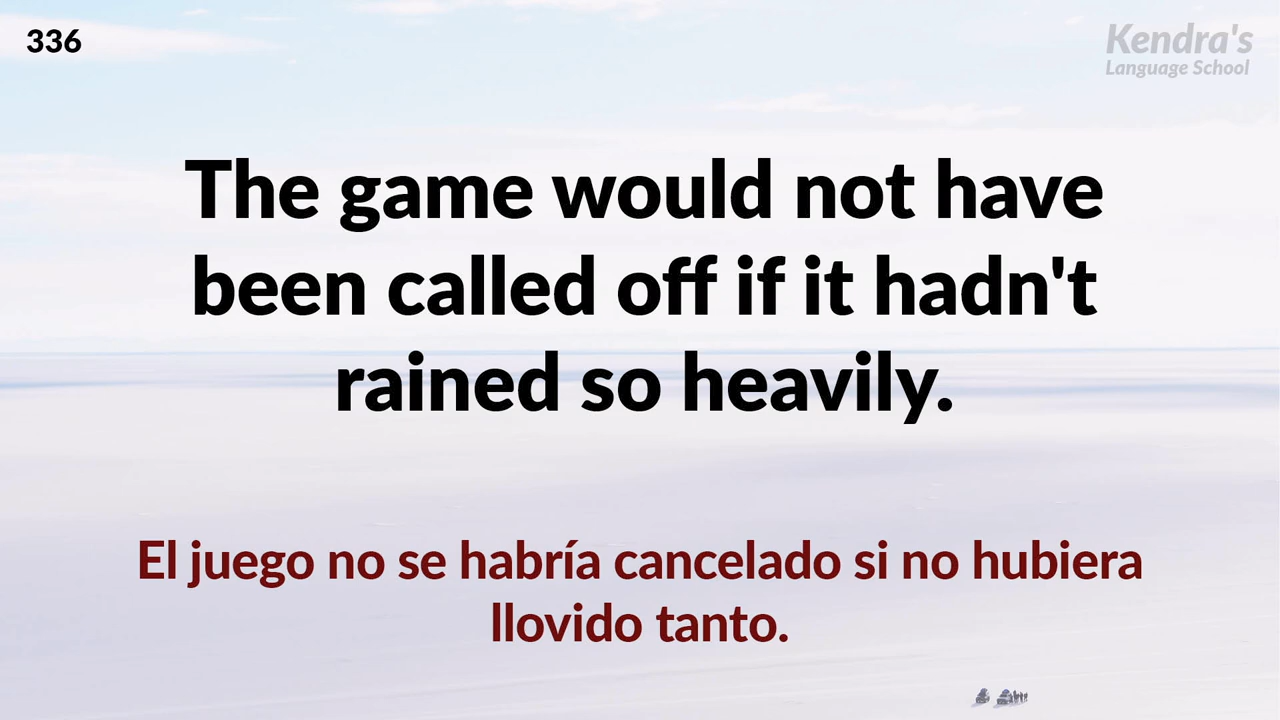 336
Kendra's
Language School
The game would not have
been called off if it hadn't
rained so heavily.
El juego no se habría cancelado si no hubiera
llovido tanto.